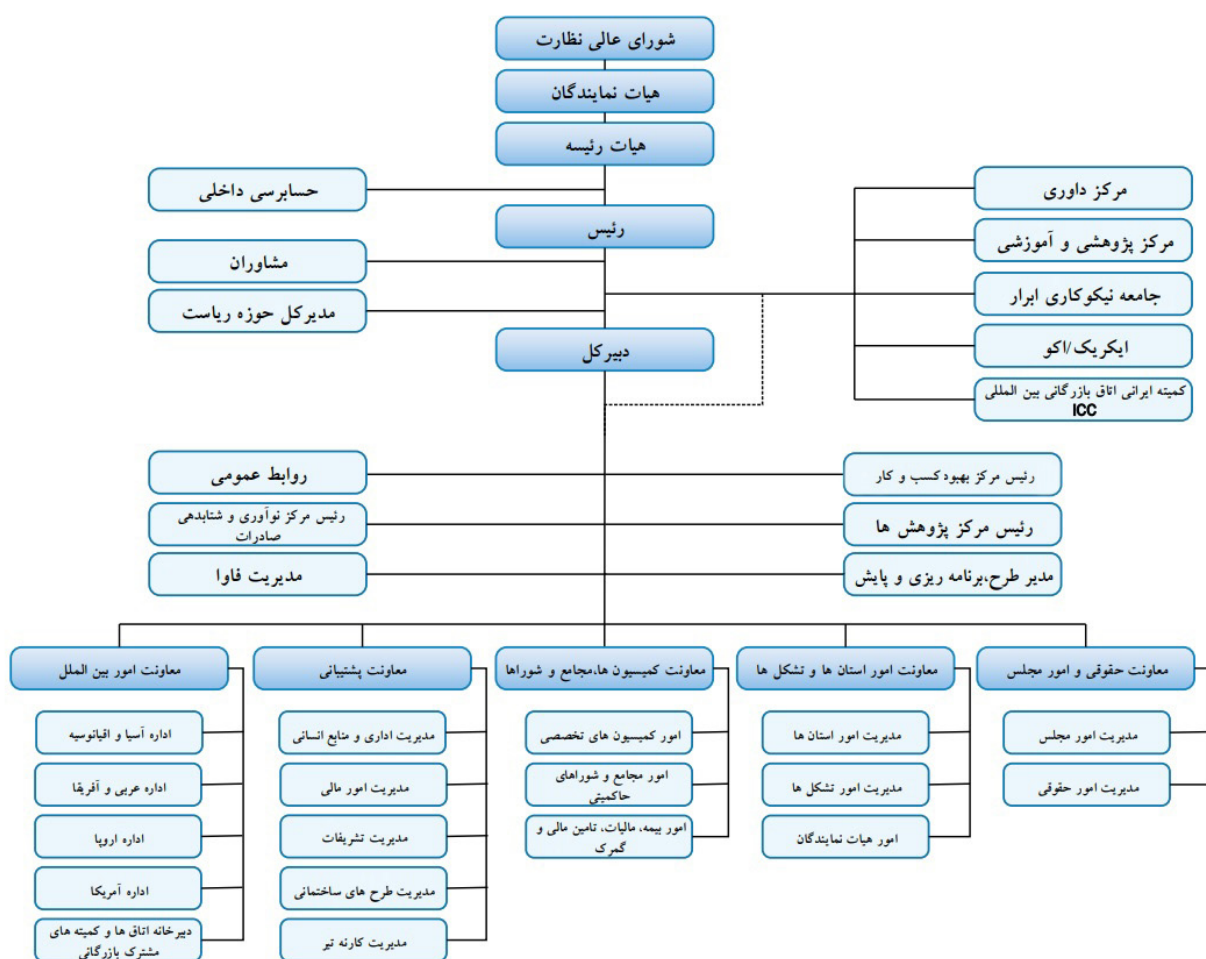 شورای عالی نظارت
هیات نمایندگان
هیات رئیسه
مرکز داوری
حسابرسی داخلی
رئیس
مرکز پژوهشی و آموزشی
مشاوران
جامعه نیکوکاری ابرار
مدیرکل حوزه ریاست
دبیرکل
ایکریک/اکو
کمیته ایرانی اتاق بازرگانی بین المللی
ICC
رئیس مرکز بهبود کسب و کار
روابط عمومی
رئیس مرکز پژوهش ها
رئیس مرکز نوآوری و شتابدهی
صادرات
مدیر طرح،برنامه ریزی و پایش
مدیریت فاوا
معاونت حقوقی و امور مجلس
معاونت امور استان ها و تشکل ها
معاونت کمیسیون ها،مجامع و شوراها
معاونت پشتیبانی
معاونت امور بین الملل
مدیریت امور مجلس
مدیریت امور استان ها
امور کمیسیون های تخصصی
مدیریت اداری و منابع انسانی
اداره آسیا و اقیانوسیه
مدیریت امور حقوقی
مدیریت امور تشکل ها
امور مجامع و شوراهای
حاکمیتی
مدیریت امور مالی
اداره عربی و آفریقا
امور هیات نمایندگان
امور بیمه، مالیات، تامین مالی و
گمرک
مدیریت تشریفات
اداره اروپا
مدیریت طرح های ساختمانی
اداره آمریکا
مدیریت کارنه تیر
دبیرخانه اتاق ها و کمیته های
مشترک بازرگانی